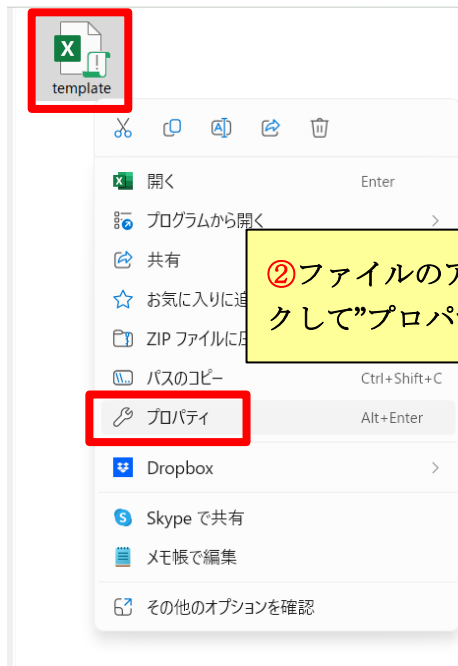 template
開く Enter
プログラムから開く
共有
お気に入りに追
ZIP ファイルに
②ファイルのア
クして”プロパ
パスのコピー Ctrl+Shift+C
プロパティ Alt+Enter
Dropbox
Skype で共有
メモ帳で編集
その他のオプションを確認